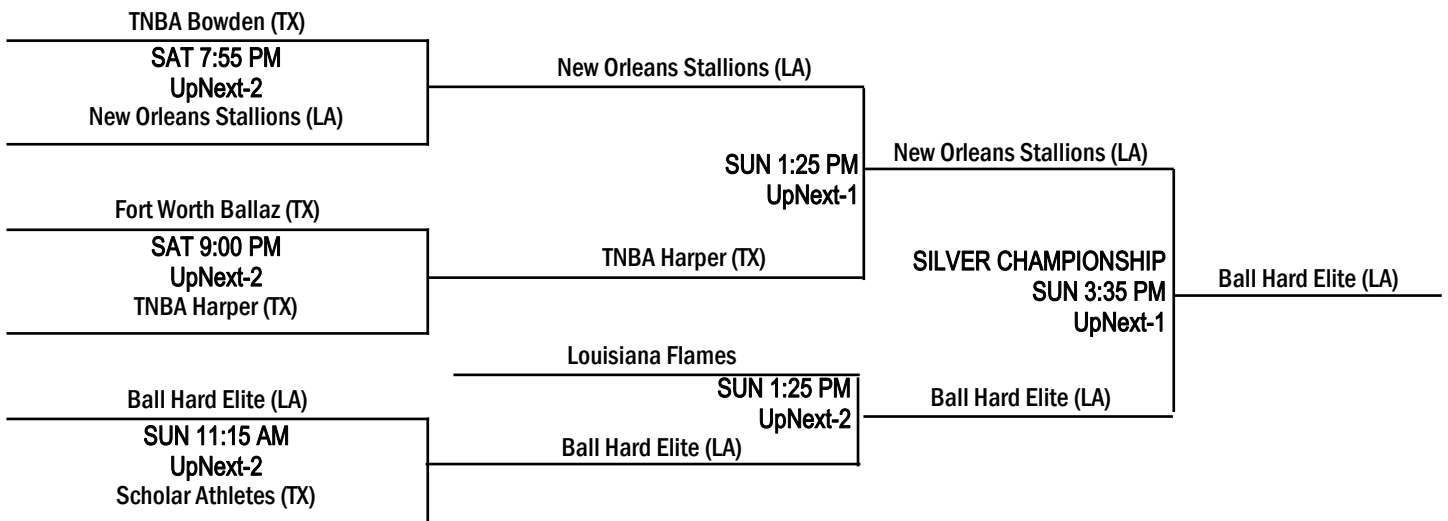 TNBA Bowden (TX)
SAT 7:55 PM
UpNext-2
New Orleans Stallions (LA)
New Orleans Stallions (LA)
Fort Worth Ballaz (TX)
SAT 9:00 PM
UpNext-2
TNBA Harper (TX)
TNBA Harper (TX)
SUN 1:25 PM
UpNext-1
New Orleans Stallions (LA)
Ball Hard Elite (LA)
SUN 11:15 AM
UpNext-2
Scholar Athletes (TX)
Louisiana Flames
SUN 1:25 PM
UpNext-2
Ball Hard Elite (LA)
Ball Hard Elite (LA)
SILVER CHAMPIONSHIP
SUN 3:35 PM
UpNext-1
Ball Hard Elite (LA)